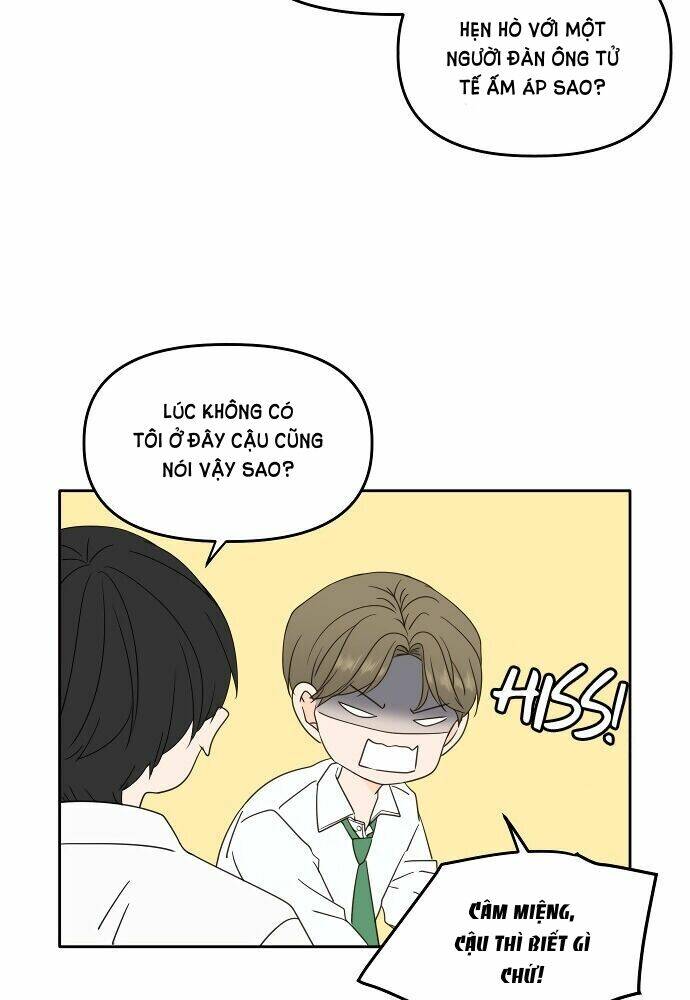 HẸN HÒ VỚI MỘT
NGƯỜI ĐÀN ÔNG TỬ
TẾ ẤM ÁP SAO?
LÚC KHÔNG CÓ
TÔI Ở ĐÂY CẬU CŨNG
NÓI VẬY SAO?
HISS!
CÂM MIỆNG,
CẬU THÌ BIẾT GÌ
CHỨ!